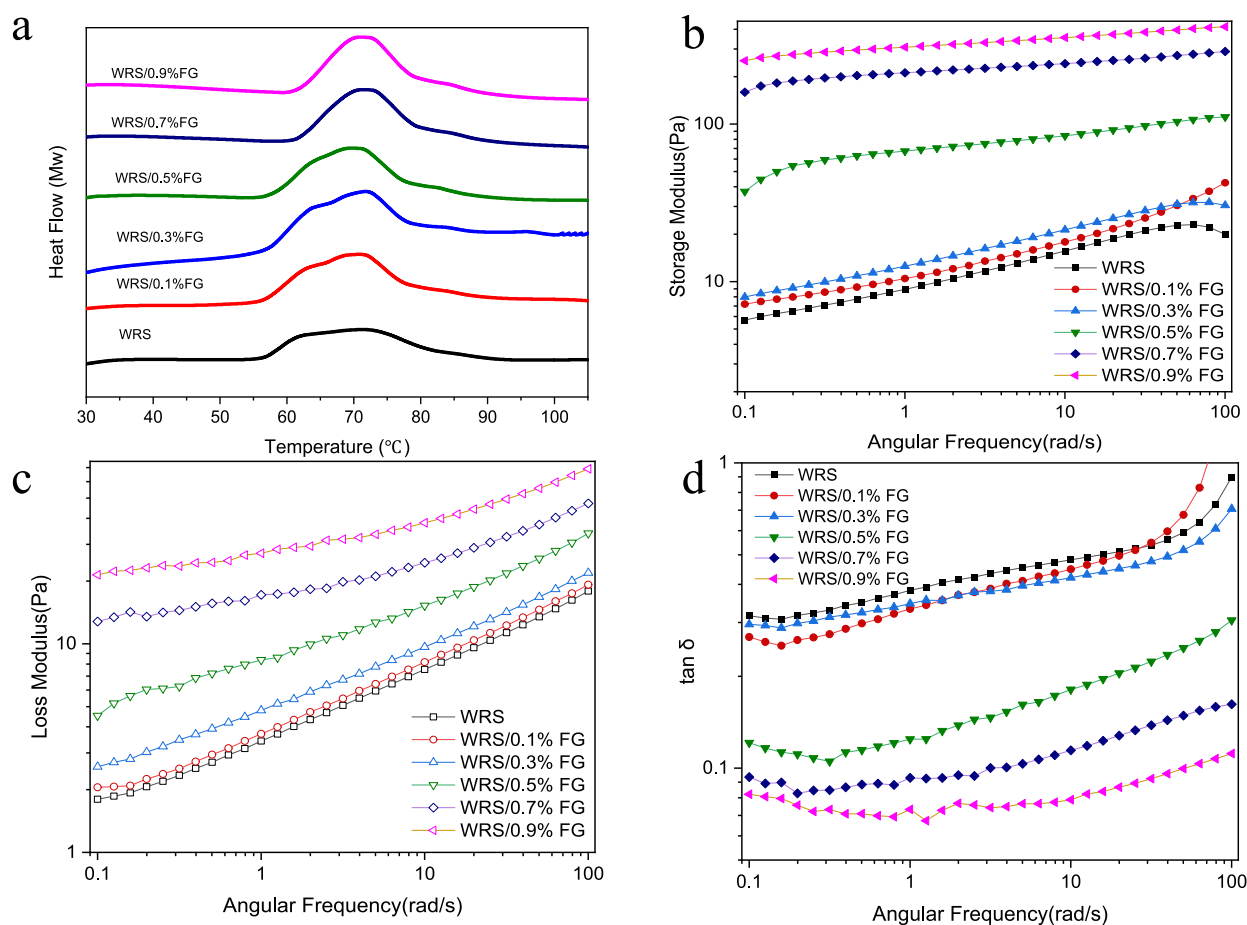 a
Heat Flow (Mw)
WRS/0.9%FG
WRS/0.7%FG
WRS/0.5%FG
WRS/0.3%FG
WRS/0.1%FG
WRS
30 40 50 60 70 80 90 100
Temperature (℃)
b
Storage Modulus(Pa)
100
10
WRS
WRS/0.1% FG
WRS/0.3% FG
WRS/0.5% FG
WRS/0.7% FG
WRS/0.9% FG
0.1 1 10 100
Angular Frequency(rad/s)
c
Loss Modulus(Pa)
10
1
WRS
WRS/0.1% FG
WRS/0.3% FG
WRS/0.5% FG
WRS/0.7% FG
WRS/0.9% FG
0.1 1 10 100
Angular Frequency(rad/s)
d
tan δ
1
0.1
WRS
WRS/0.1% FG
WRS/0.3% FG
WRS/0.5% FG
WRS/0.7% FG
WRS/0.9% FG
0.1 1 10 100
Angular Frequency(rad/s)